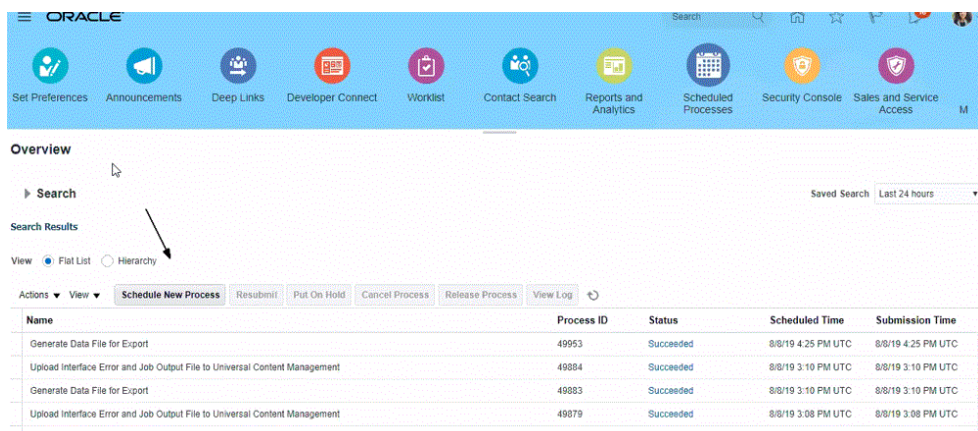 ORACLE
Search
Set Preferences Announcements Deep Links Developer Connect Worklist Contact Search Reports and Analytics Scheduled Processes Security Console Sales and Service Access M
Overview
Search
Saved Search Last 24 hours
Search Results
View Flat List Hierarchy
Actions View Schedule New Process Resubmit Put On Hold Cancel Process Release Process View Log
Name Process ID Status Scheduled Time Submission Time
Generate Data File for Export 49953 Succeeded 8/8/19 4:25 PM UTC 8/8/19 4:25 PM UTC
Upload Interface Error and Job Output File to Universal Content Management 49884 Succeeded 8/8/19 3:10 PM UTC 8/8/19 3:10 PM UTC
Generate Data File for Export 49883 Succeeded 8/8/19 3:10 PM UTC 8/8/19 3:10 PM UTC
Upload Interface Error and Job Output File to Universal Content Management 49879 Succeeded 8/8/19 3:08 PM UTC 8/8/19 3:08 PM UTC